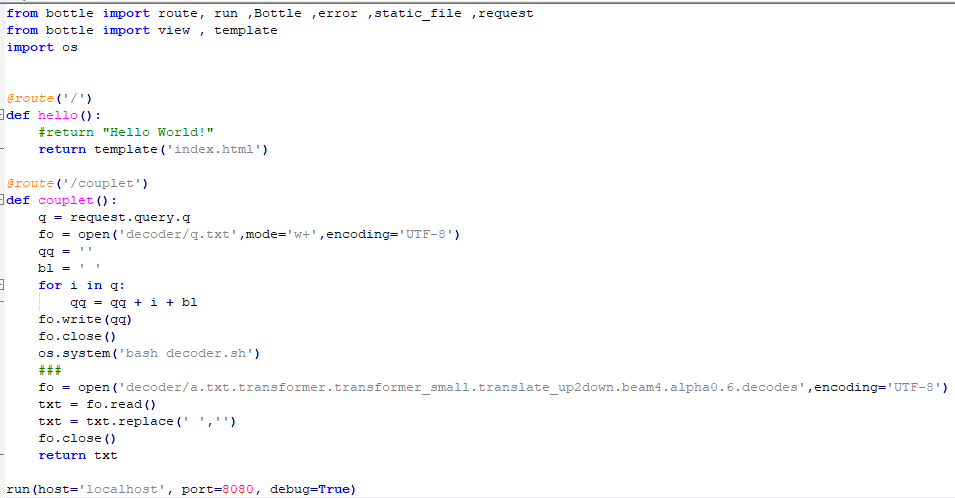 from bottle import route, run ,Bottle ,error ,static_file ,request
from bottle import view , template
import os
@route('/')
def hello():
    #return "Hello World!"
    return template('index.html')
@route('/couplet')
def couplet():
    q = request.query.q
    fo = open('decoder/q.txt',mode='w+',encoding='UTF-8')
    qq = ''
    bl = ' '
    for i in q:
        qq = qq + i + bl
    fo.write(qq)
    fo.close()
    os.system('bash decoder.sh')
    ###
    fo = open('decoder/a.txt.transformer.transformer_small.translate_up2down.beam4.alpha0.6.decodes',encoding='UTF-8')
    txt = fo.read()
    txt = txt.replace(' ','')
    fo.close()
    return txt
run(host='localhost', port=8080, debug=True)